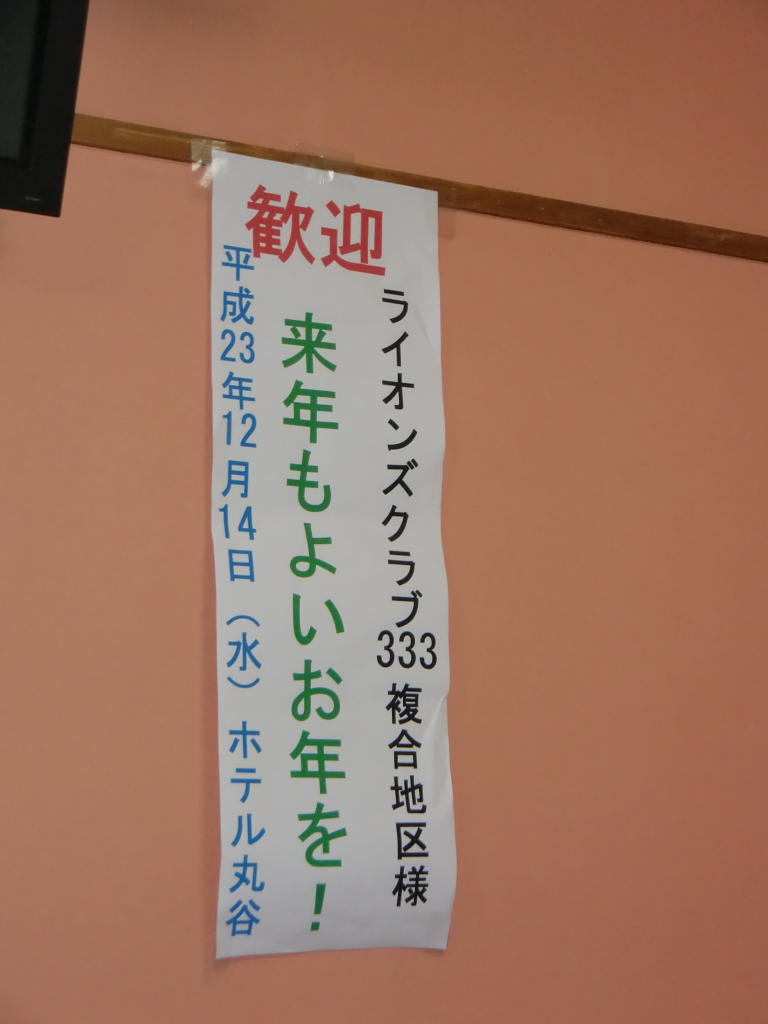 歓迎
ライオンズクラブ333複合地区様
来年もよいお年を!
平成23年12月14日（水）ホテル丸谷